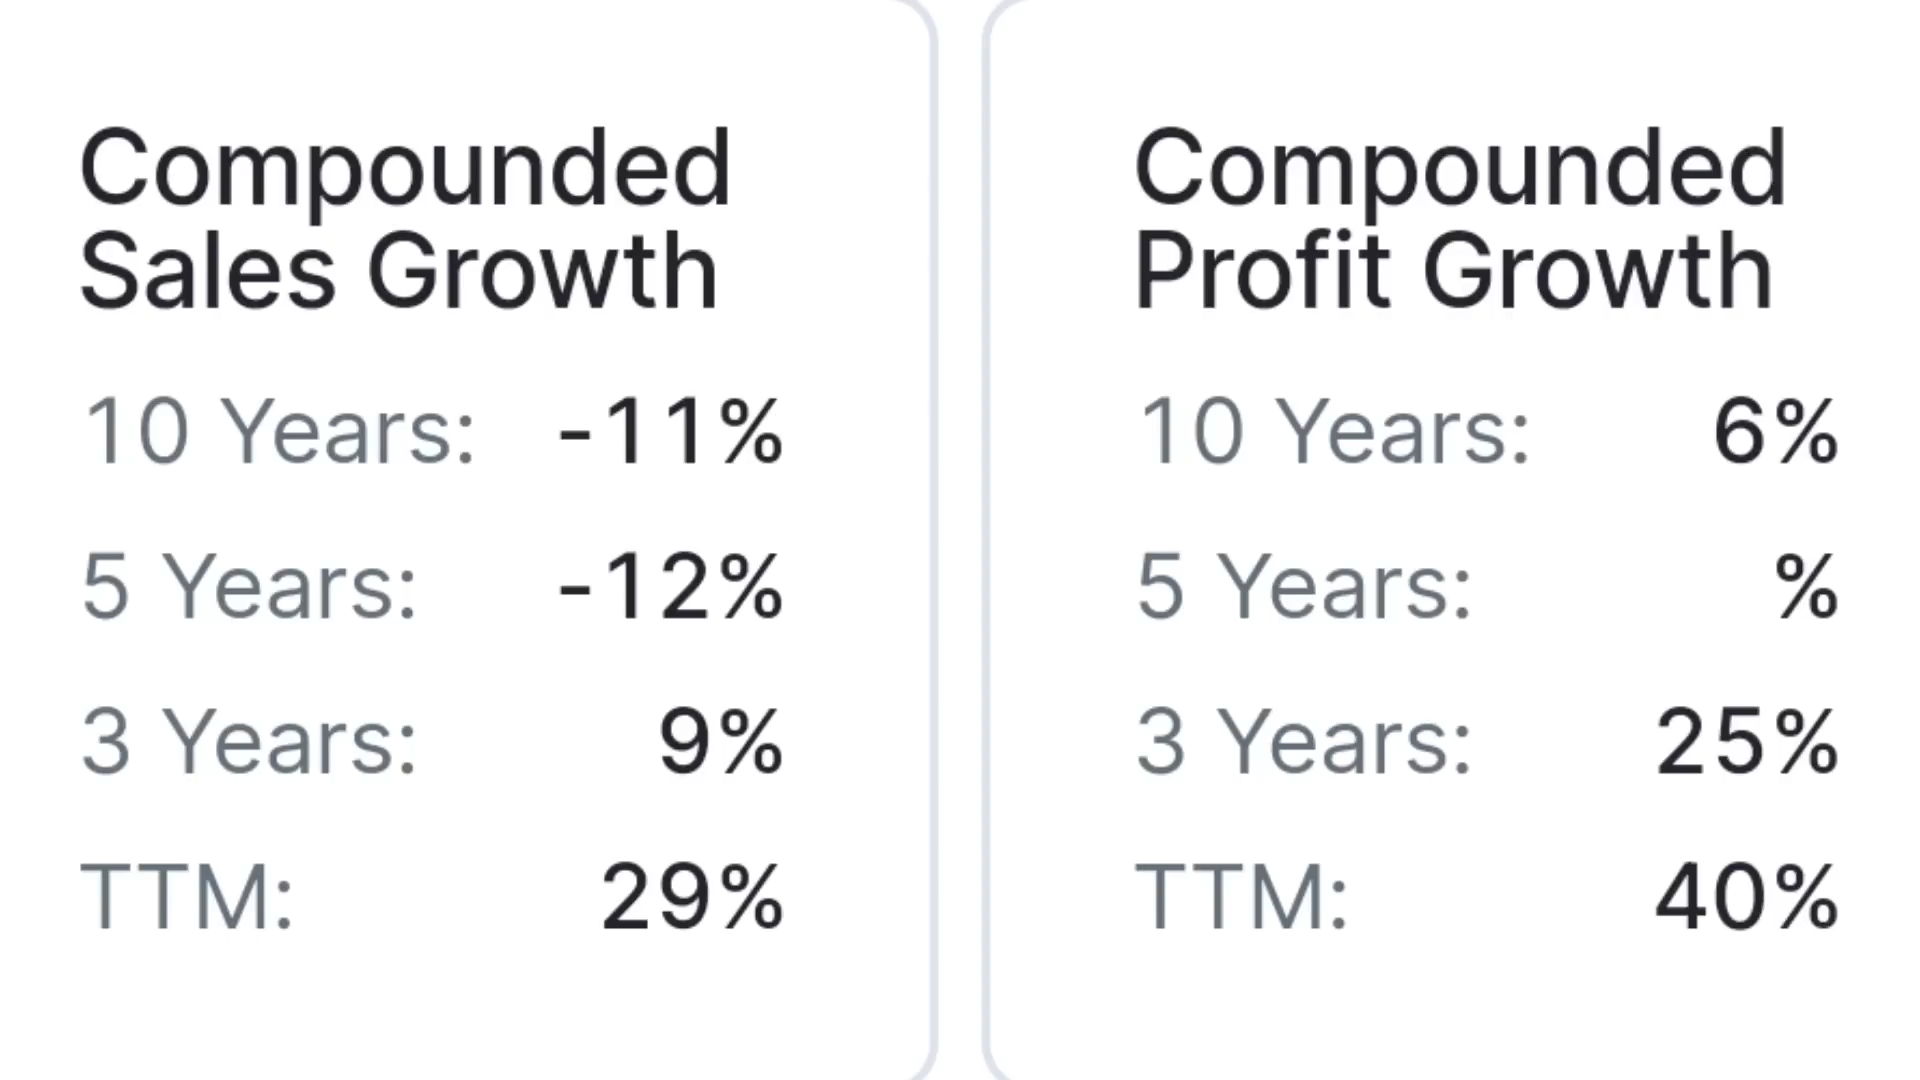 Compounded
Sales Growth
10 Years: -11%
5 Years: -12%
3 Years: 9%
TTM: 29%
Compounded
Profit Growth
10 Years: 6%
5 Years: %
3 Years: 25%
TTM: 40%